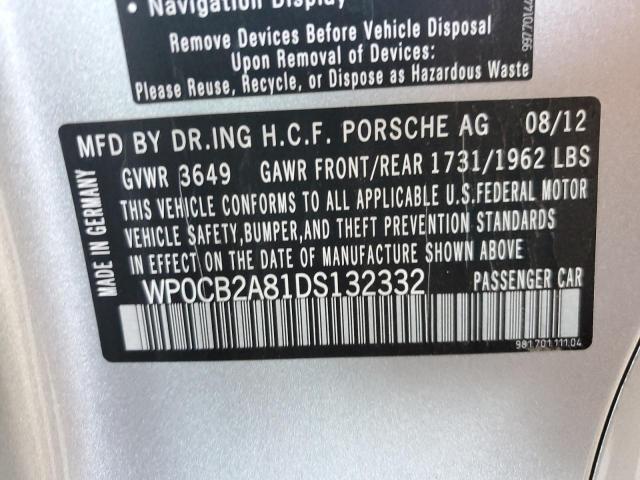 • Navigation Display
Remove Devices Before Vehicle Disposal
Upon Removal of Devices:
Please Reuse, Recycle, or Dispose as Hazardous Waste
MFD BY DR.ING H.C.F. PORSCHE AG 08/12
GVWR 3649 GAWR FRONT/REAR 1731/1962 LBS
THIS VEHICLE CONFORMS TO ALL APPLICABLE U.S.FEDERAL MOTOR
VEHICLE SAFETY,BUMPER,AND THEFT PREVENTION STANDARDS
IN EFFECT ON THE DATE OF MANUFACTURE SHOWN ABOVE
WP0CB2A81DS132332 PASSENGER CAR
MADE IN GERMANY
981.701.111.04